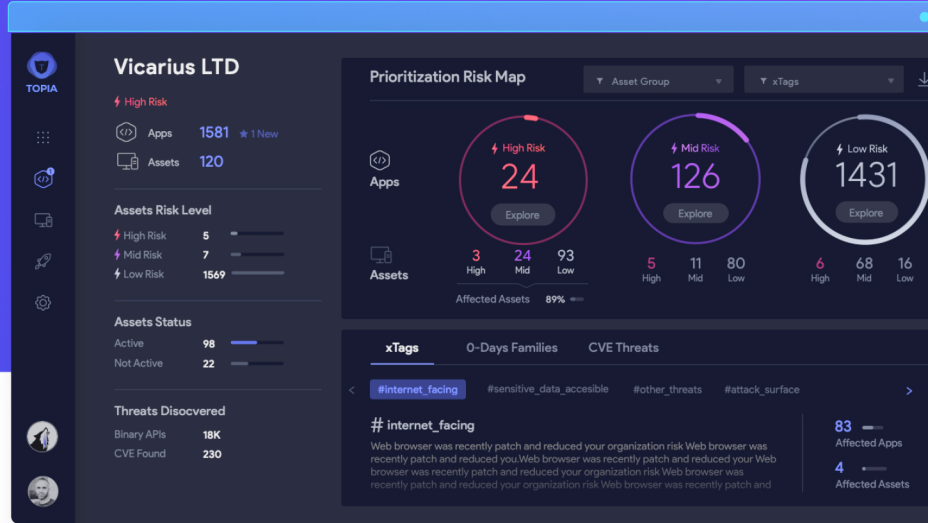 TOPIA
1
Vicarius LTD
High Risk
Apps 1581 1 New
Assets 120
Assets Risk Level
High Risk 5
Mid Risk 7
Low Risk 1569
Assets Status
Active 98
Not Active 22
Threats Disocvered
Binary APIs 18K
CVE Found 230
Prioritization Risk Map
Asset Group
xTags
Apps
High Risk
24
Explore
Mid Risk
126
Explore
Low Risk
1431
Explore
Assets
3 24 93
High Mid Low
Affected Assets 89%
5 11 80
High Mid Low
6 68 16
High Mid Low
xTags 0-Days Families CVE Threats
< #internet_facing #sensitive_data_accesible #other_threats #attack_surface >
# internet_facing
Web browser was recently patch and reduced your organization risk Web browser was
recently patch and reduced you.Web browser was recently patch and reduced your Web
browser was recently patch and reduced your organization risk Web browser was
recently patch and reduced your organization risk Web browser was recently patch and
83
Affected Apps
4
Affected Assets